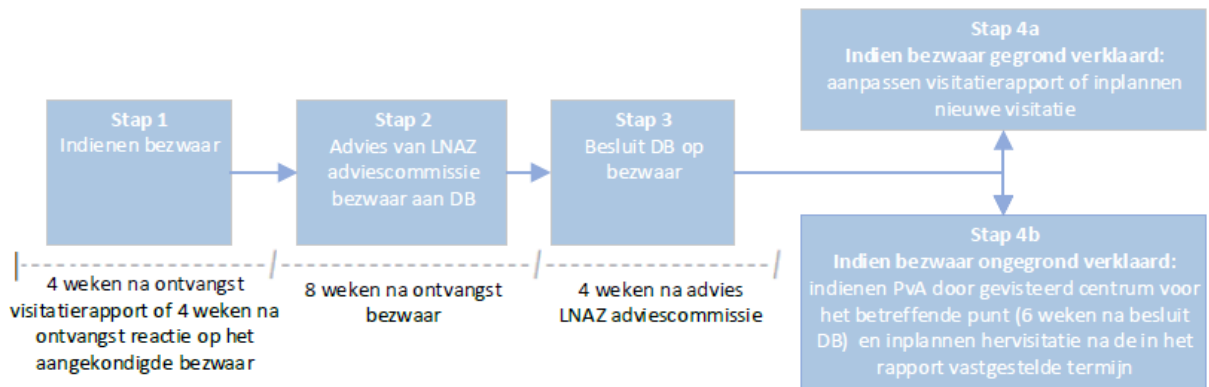 Stap 1
Indienen bezwaar
Stap 2
Advies van LNAZ
adviescommissie
bezwaar aan DB
Stap 3
Besluit DB op
bezwaar
Stap 4a
Indien bezwaar gegrond verklaard:
aanpassen visitatierapport of inplannen
nieuwe visitatie
Stap 4b
Indien bezwaar ongegrond verklaard:
indienen PvA door gevisteerd centrum voor
het betreffende punt (6 weken na besluit
DB) en inplannen hervisitatie na de in het
rapport vastgestelde termijn
4 weken na ontvangst
visitatierapport of 4 weken na
ontvangst reactie op het
aangekondigde bezwaar
8 weken na ontvangst
bezwaar
4 weken na advies
LNAZ adviescommissie